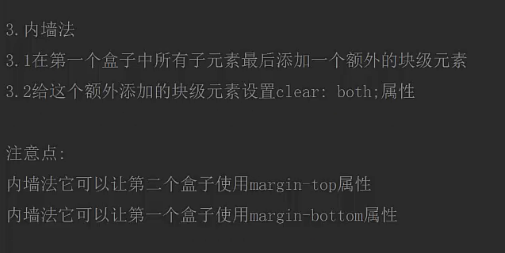 3.内墙法
3.1在第一个盒子中所有子元素最后添加一个额外的块级元素
3.2给这个额外添加的块级元素设置clear: both;属性
注意点:
内墙法它可以让第二个盒子使用margin-top属性
内墙法它可以让第一个盒子使用margin-bottom属性